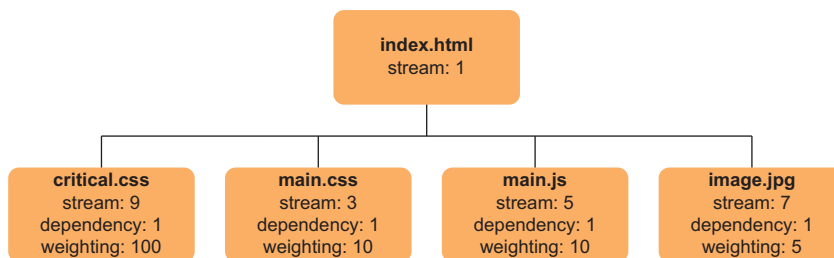 index.html
stream: 1
critical.css
stream: 9
dependency: 1
weighting: 100
main.css
stream: 3
dependency: 1
weighting: 10
main.js
stream: 5
dependency: 1
weighting: 10
image.jpg
stream: 7
dependency: 1
weighting: 5